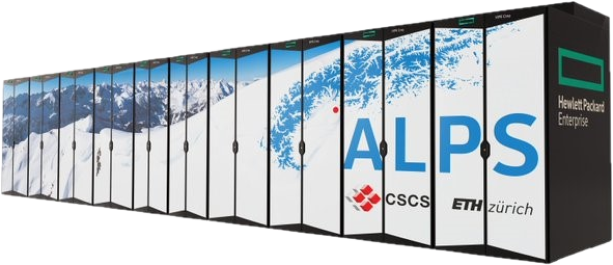 ALPS
CSCS
ETH zürich
Hewlett Packard
Enterprise